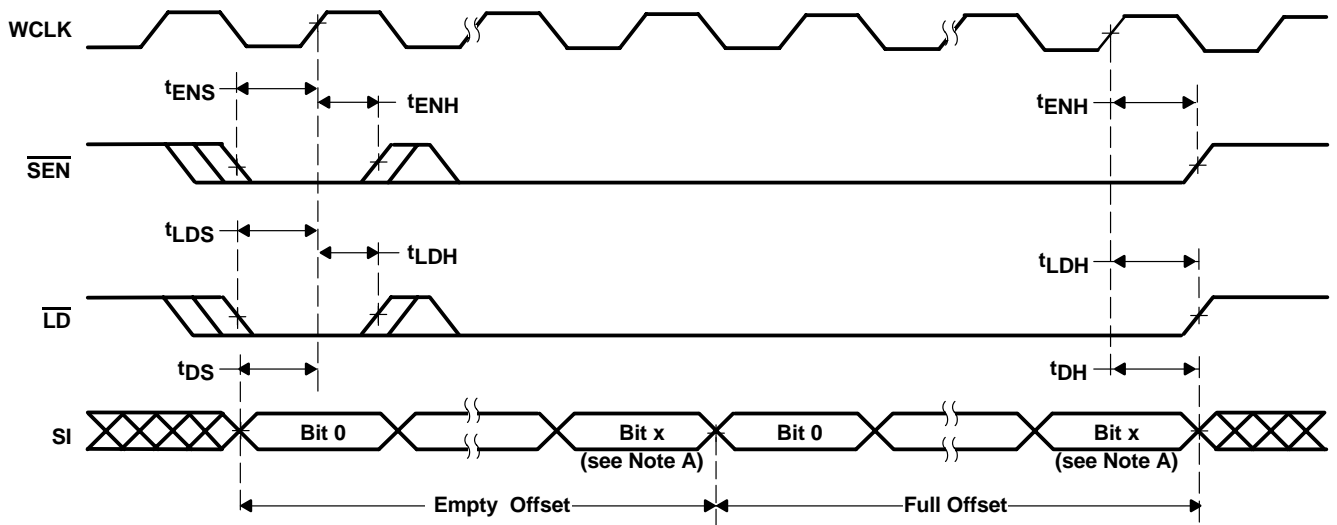 WCLK
tENS
tENH
tENH
SEN
tLDS
tLDH
tLDH
LD
tDS
tDH
SI
Bit 0
Bit x
(see Note A)
Bit 0
Bit x
(see Note A)
Empty Offset
Full Offset